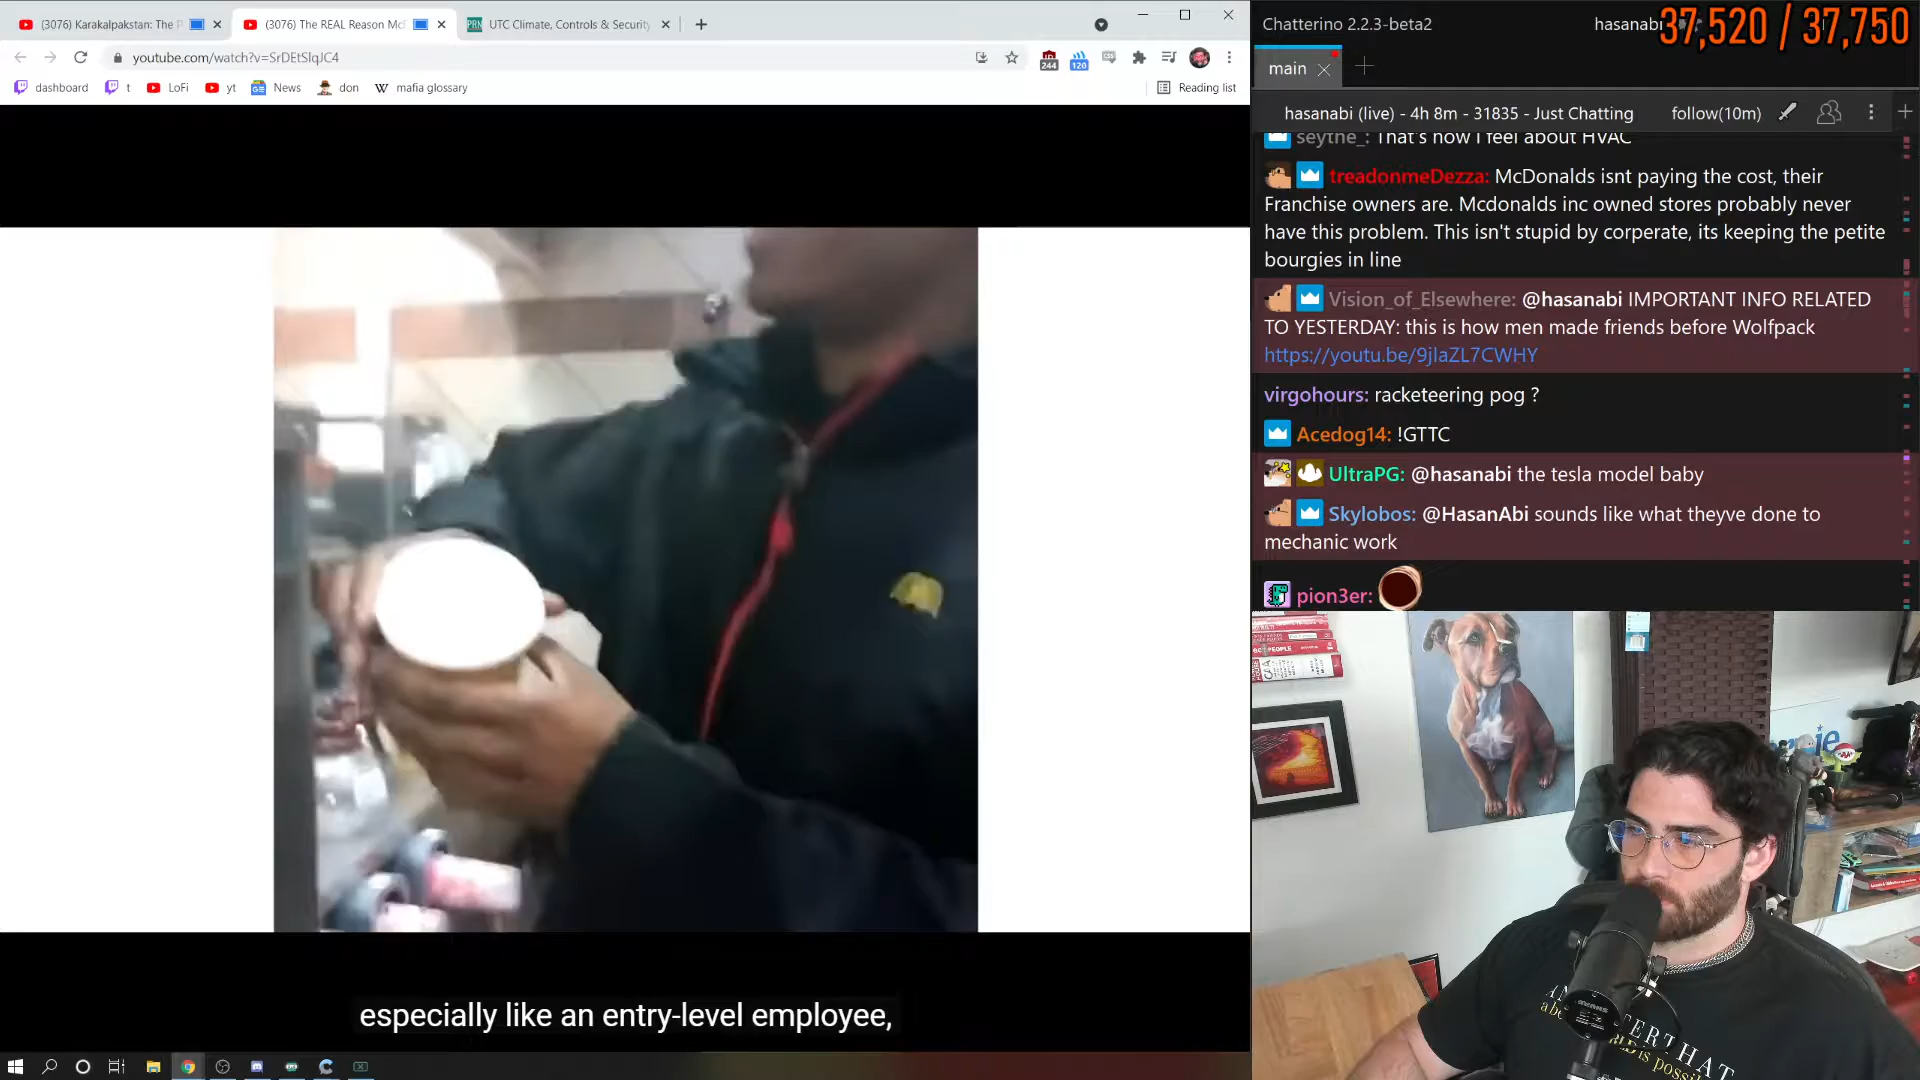 (3076) Karakalpakstan: The P
(3076) The REAL Reason Mc
UTC Climate, Controls & Security
youtube.com/watch?v=SrDEtSlqJC4
244
120
dashboard
t
LoFi
yt
News
don
mafia glossary
Reading list
Chatterino 2.2.3-beta2
hasanabi
37,520 / 37,750
main
hasanabi (live) - 4h 8m - 31835 - Just Chatting
follow(10m)
seythe_: That's how I feel about HVAC
treadonmeDezza: McDonalds isnt paying the cost, their
Franchise owners are. Mcdonalds inc owned stores probably never
have this problem. This isn't stupid by corperate, its keeping the petite
bourgies in line
Vision_of_Elsewhere: @hasanabi IMPORTANT INFO RELATED
TO YESTERDAY: this is how men made friends before Wolfpack
https://youtu.be/9jlaZL7CWHY
virgohours: racketeering pog ?
Acedog14: !GTTC
UltraPG: @hasanabi the tesla model baby
Skylobos: @HasanAbi sounds like what theyve done to
mechanic work
pion3er:
especially like an entry-level employee,